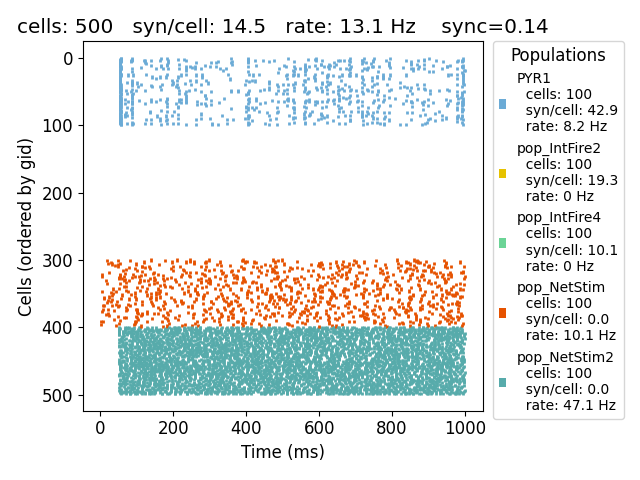 cells: 500   syn/cell: 14.5   rate: 13.1 Hz    sync=0.14
Populations
PYR1
cells: 100
syn/cell: 42.9
rate: 8.2 Hz
pop_IntFire2
cells: 100
syn/cell: 19.3
rate: 0 Hz
pop_IntFire4
cells: 100
syn/cell: 10.1
rate: 0 Hz
pop_NetStim
cells: 100
syn/cell: 0.0
rate: 10.1 Hz
pop_NetStim2
cells: 100
syn/cell: 0.0
rate: 47.1 Hz
Cells (ordered by gid)
0
100
200
300
400
500
0 200 400 600 800 1000
Time (ms)